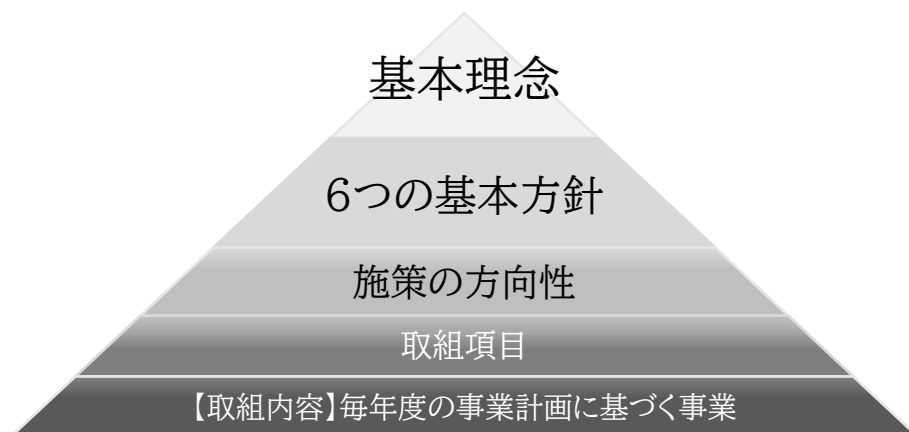 基本理念
6つの基本方針
施策の方向性
取組項目
【取組内容】毎年度の事業計画に基づく事業